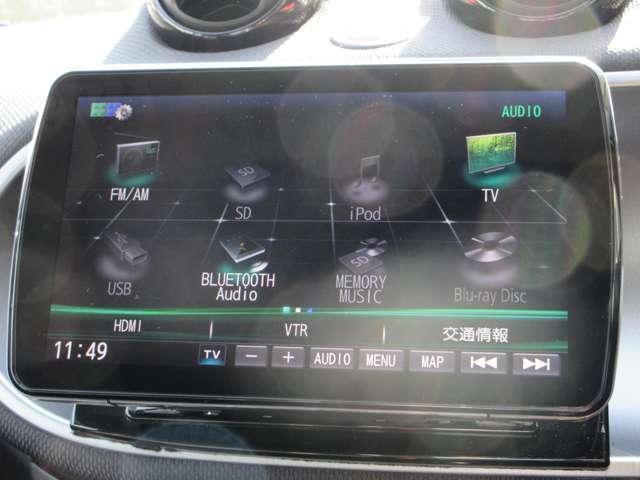 AUDIO
FM/AM
SD
iPod
TV
USB
BLUETOOTH
Audio
MEMORY
MUSIC
Blu-ray Disc
HDMI
VTR
交通情報
11:49
TV
−
+
AUDIO
MENU
MAP